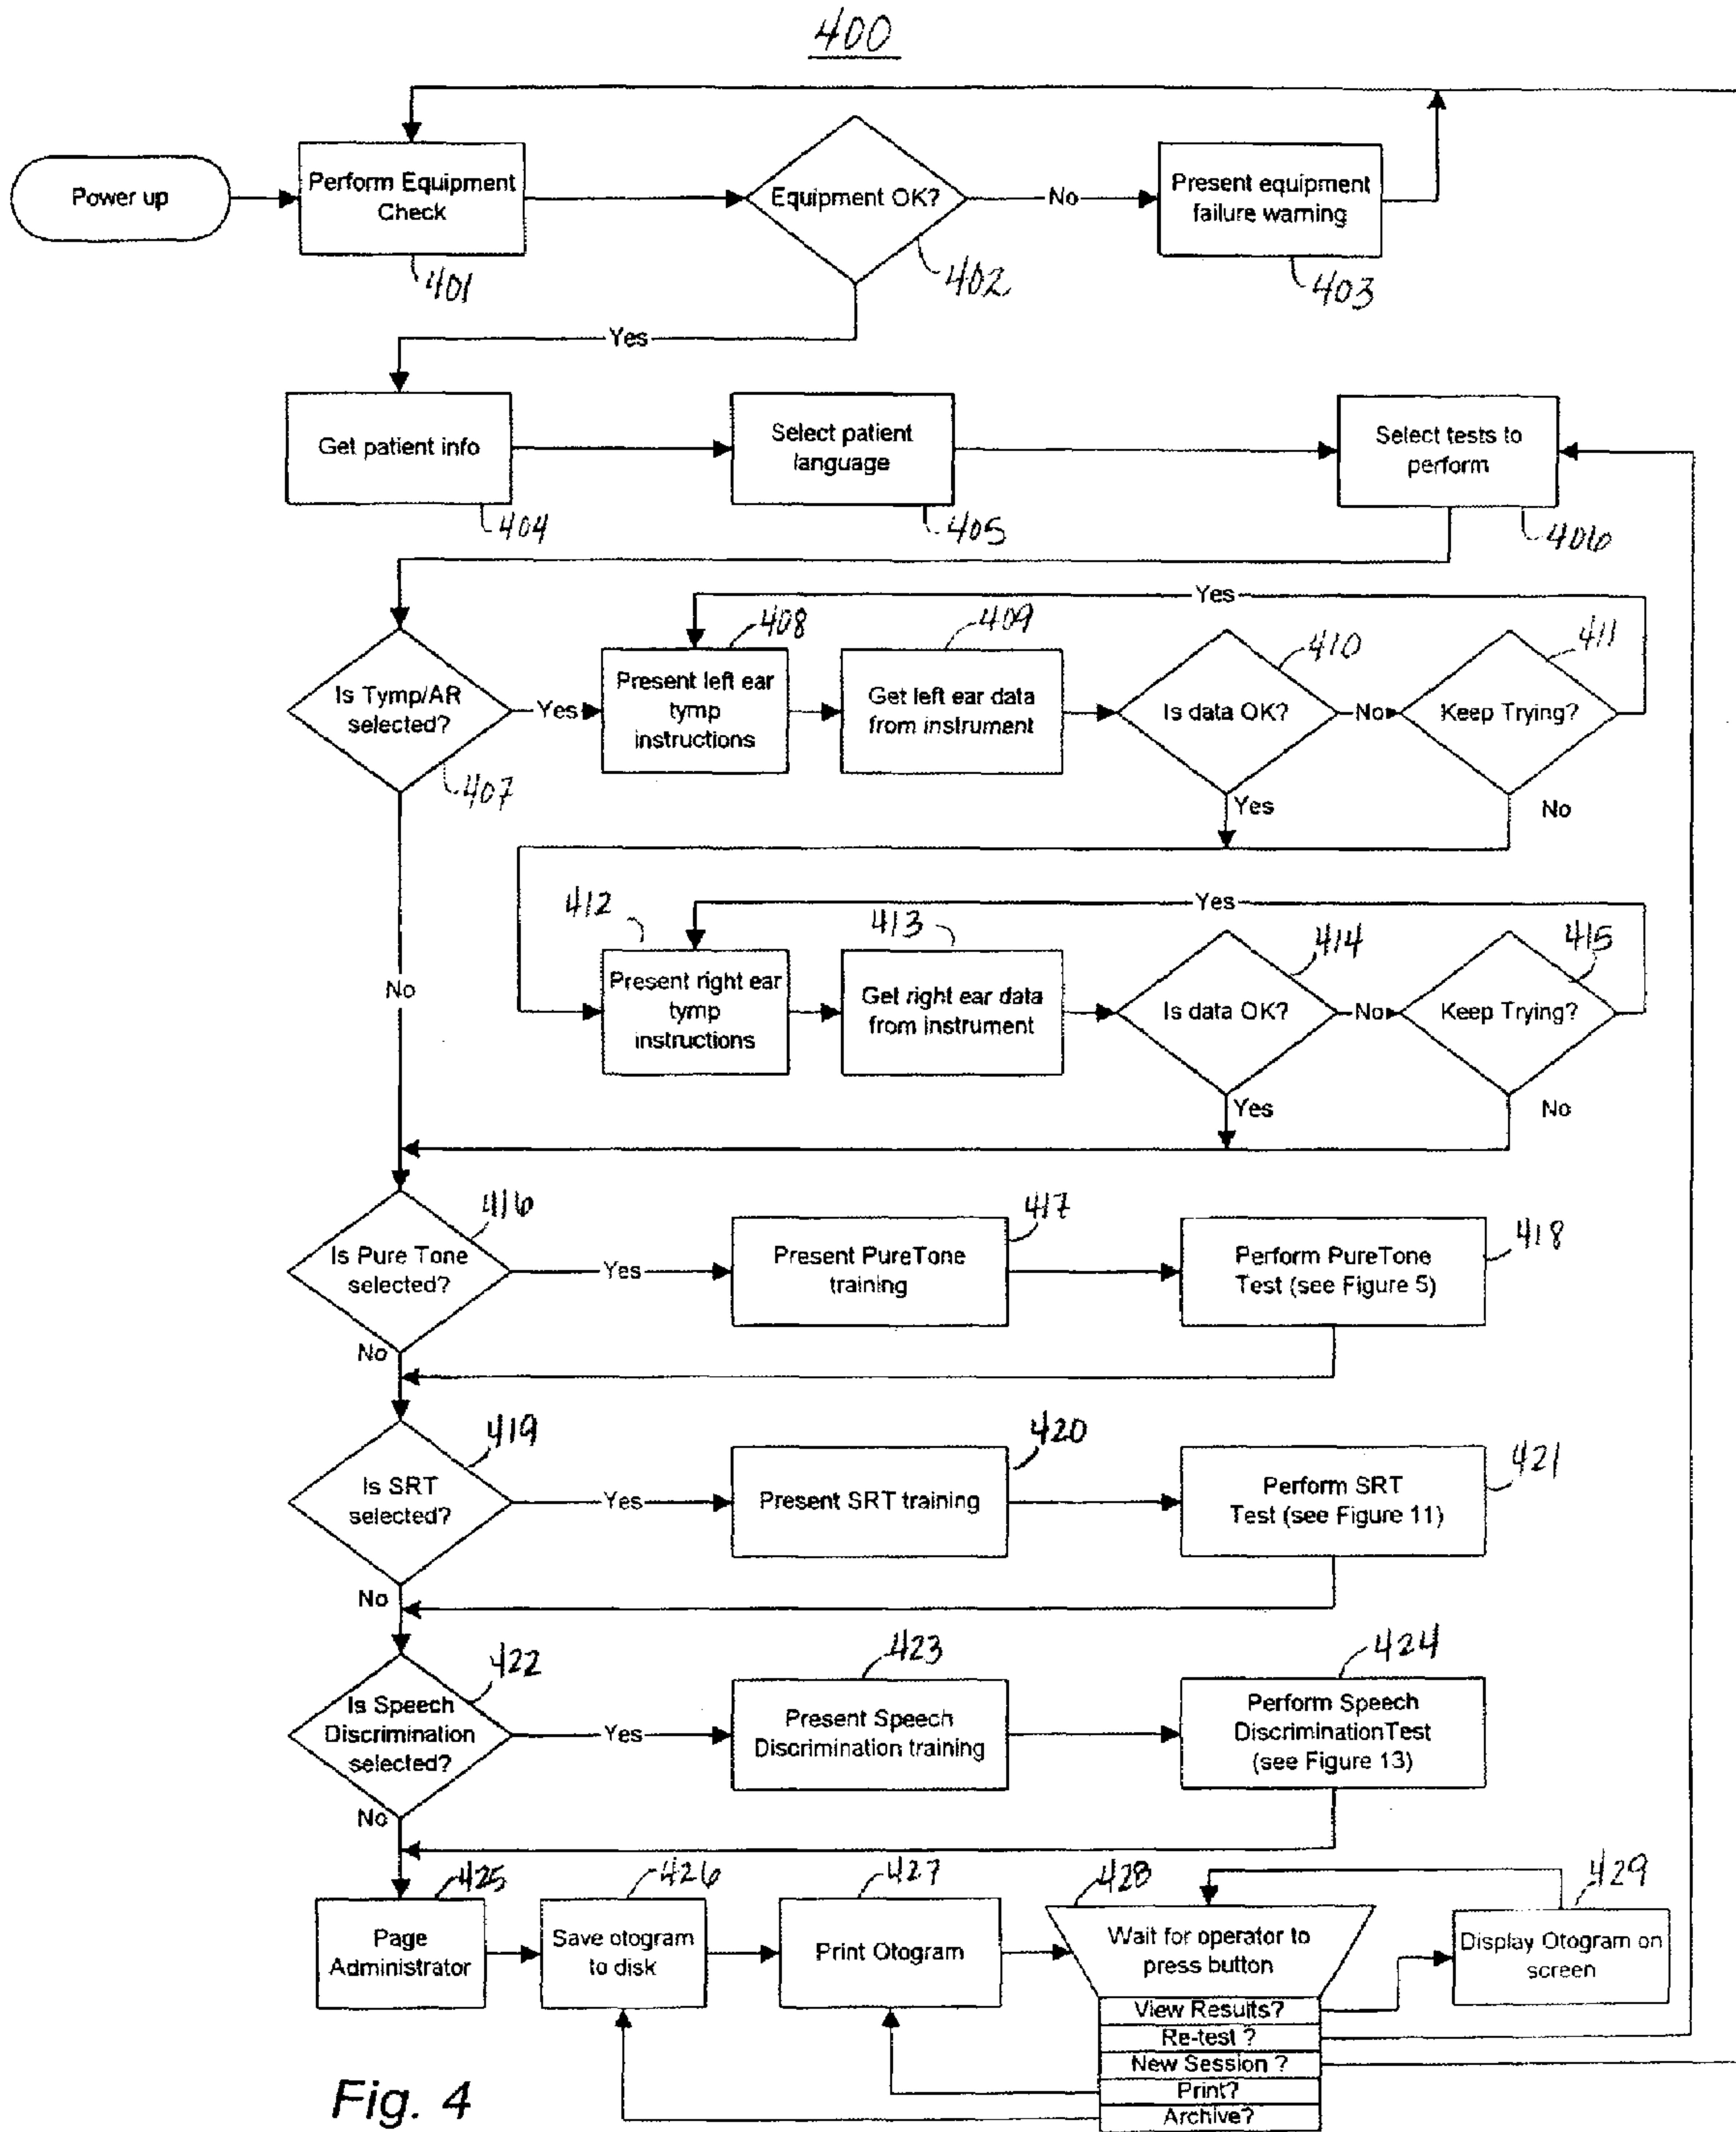 400
Power up
Perform Equipment
Check
401
Equipment OK?
402
No
Present equipment
failure warning
403
Yes
Get patient info
404
Select patient
language
405
Select tests to
perform
406
Is Tymp/AR
selected?
407
Yes
Present left ear
tymp
instructions
408
Get left ear data
from instrument
409
Is data OK?
410
No
Keep Trying?
411
Yes
Yes
No
No
Present right ear
tymp
instructions
412
Get right ear data
from instrument
413
Is data OK?
414
No
Keep Trying?
415
Yes
Yes
No
Is Pure Tone
selected?
416
Yes
Present PureTone
training
417
Perform PureTone
Test (see Figure 5)
418
No
Is SRT
selected?
419
Yes
Present SRT training
420
Perform SRT
Test (see Figure 11)
421
No
Is Speech
Discrimination
selected?
422
Yes
Present Speech
Discrimination training
423
Perform Speech
DiscriminationTest
(see Figure 13)
424
No
Page
Administrator
425
Save otogram
to disk
426
Print Otogram
427
Wait for operator to
press button
428
View Results?
Re-test ?
New Session ?
Print?
Archive?
Display Otogram on
screen
429
Fig. 4